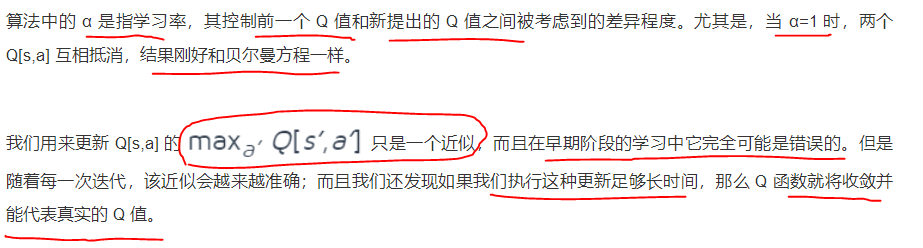 算法中的 α 是指学习率，其控制前一个 Q 值和新提出的 Q 值之间被考虑到的差异程度。尤其是，当 α=1 时，两个
Q[s,a] 互相抵消，结果刚好和贝尔曼方程一样。
我们用来更新 Q[s,a] 的 maxₐ′ Q[s′,a′] 只是一个近似，而且在早期阶段的学习中它完全可能是错误的。但是
随着每一次迭代，该近似会越来越准确；而且我们还发现如果我们执行这种更新足够长时间，那么 Q 函数就将收敛并
能代表真实的 Q 值。